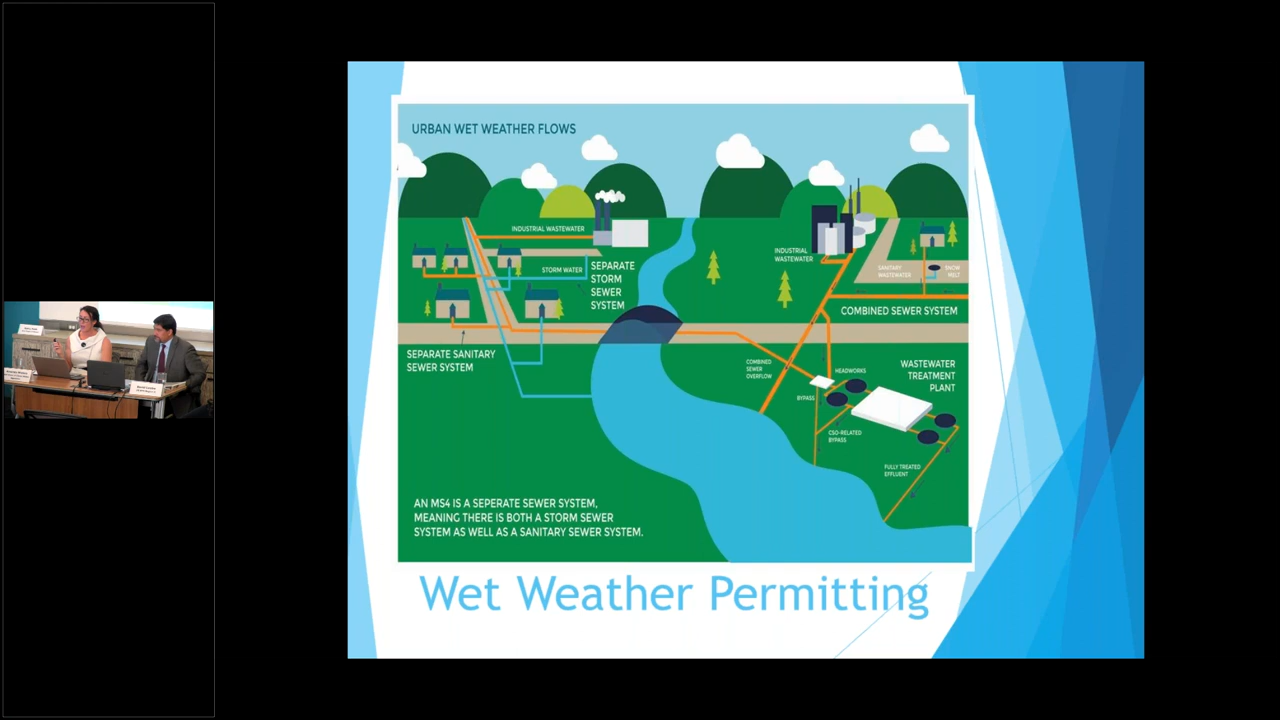 URBAN WET WEATHER FLOWS
INDUSTRIAL WASTEWATER
STORM WATER
SEPARATE
STORM
SEWER
SYSTEM
INDUSTRIAL
WASTEWATER
SANITARY
WASTEWATER
SNOW
MELT
COMBINED SEWER SYSTEM
SEPARATE SANITARY
SEWER SYSTEM
COMBINED
SEWER
OVERFLOW
HEADWORKS
WASTEWATER
TREATMENT
PLANT
BYPASS
CSO-RELATED
BYPASS
FULLY TREATED
EFFLUENT
AN MS4 IS A SEPERATE SEWER SYSTEM,
MEANING THERE IS BOTH A STORM SEWER
SYSTEM AS WELL AS A SANITARY SEWER SYSTEM.
Wet Weather Permitting